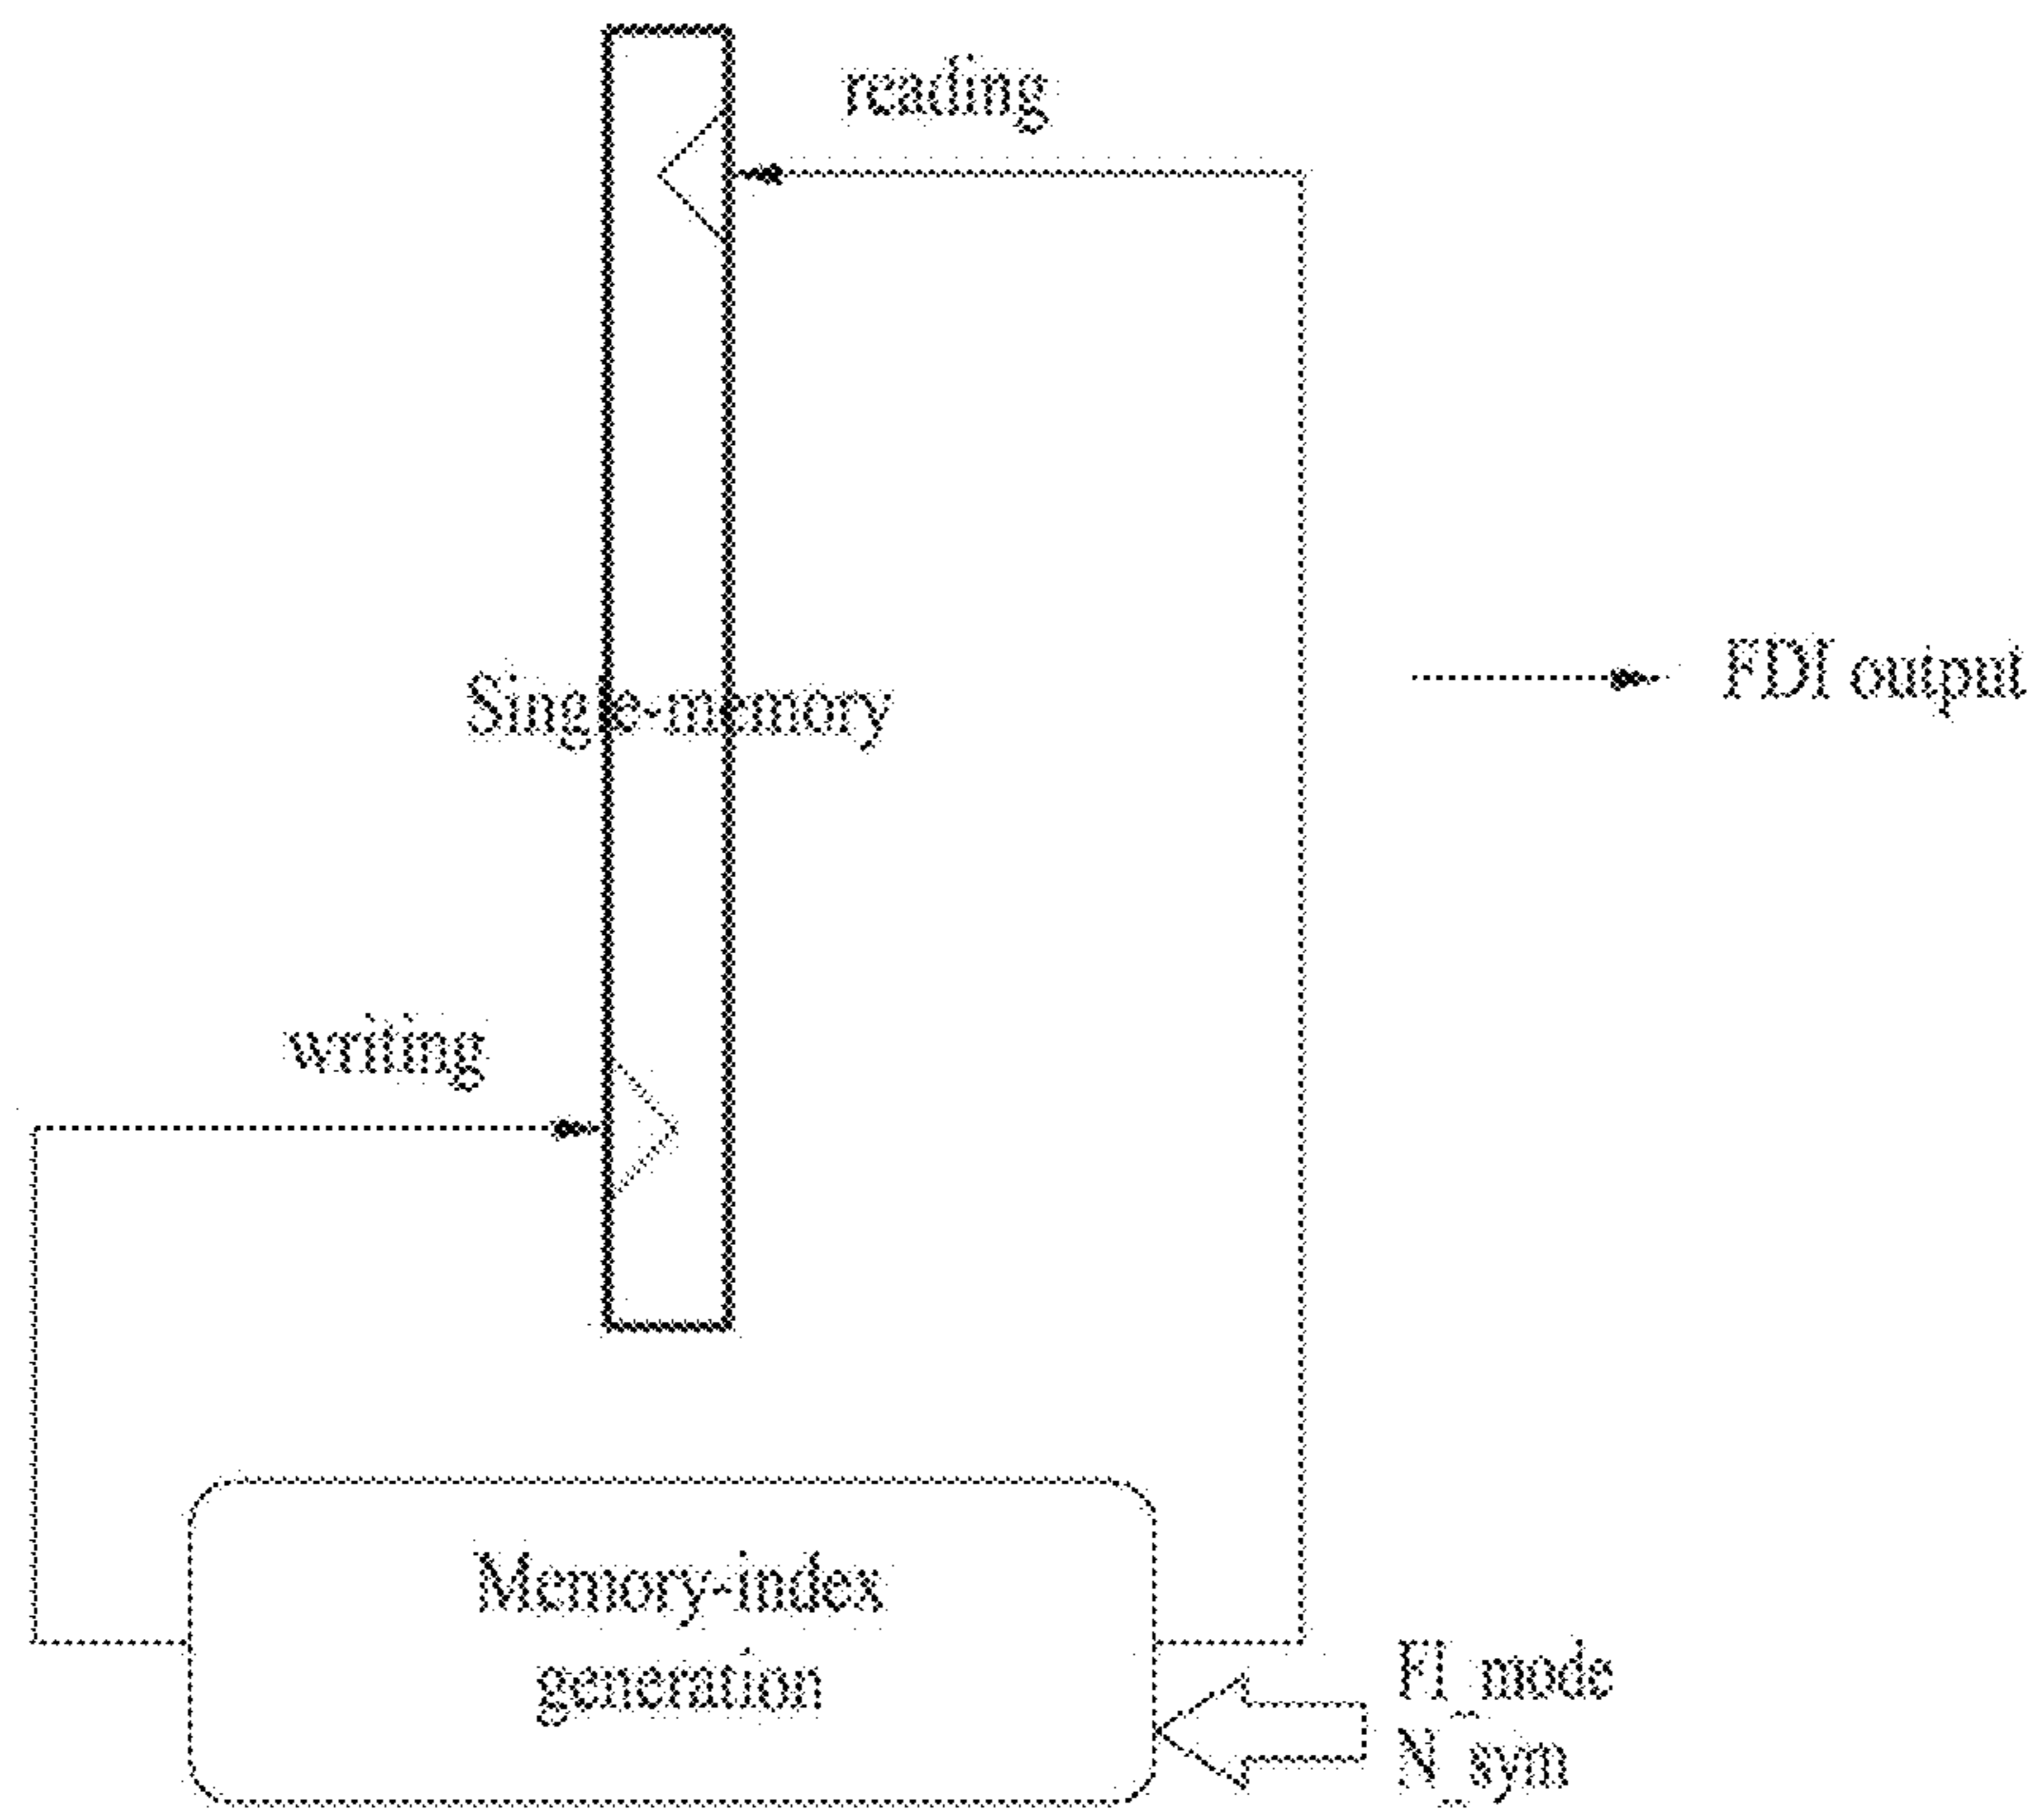 reading
Single-memory
FDI output
writing
Memory-index
generation
FI_mode
N_sym